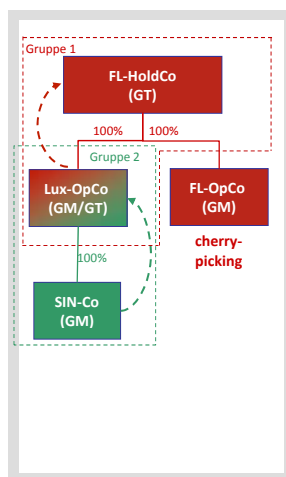 Gruppe 1
FL-HoldCo
(GT)
100%
100%
Gruppe 2
Lux-OpCo
(GM/GT)
FL-OpCo
(GM)
cherry-
picking
100%
SIN-Co
(GM)